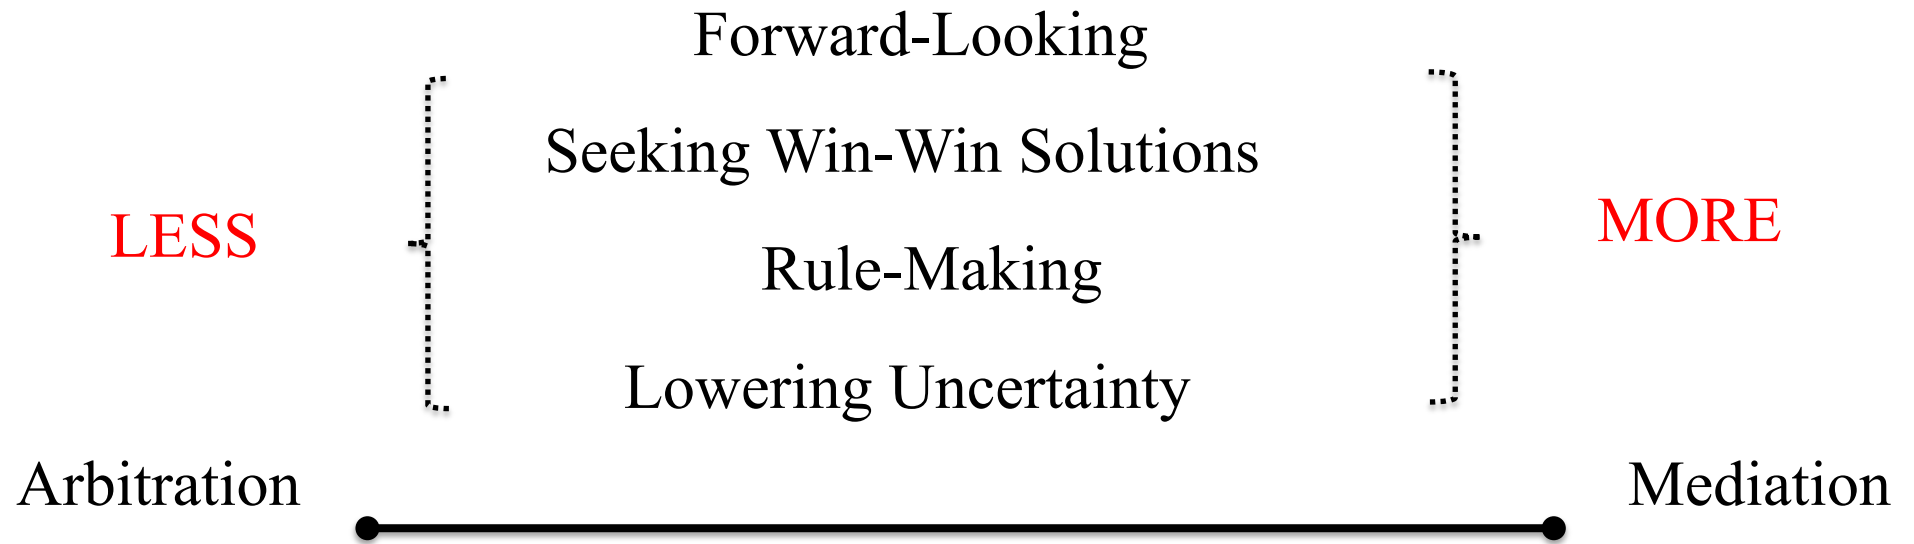 Forward-Looking
Seeking Win-Win Solutions
LESS
MORE
Rule-Making
Lowering Uncertainty
Arbitration
Mediation